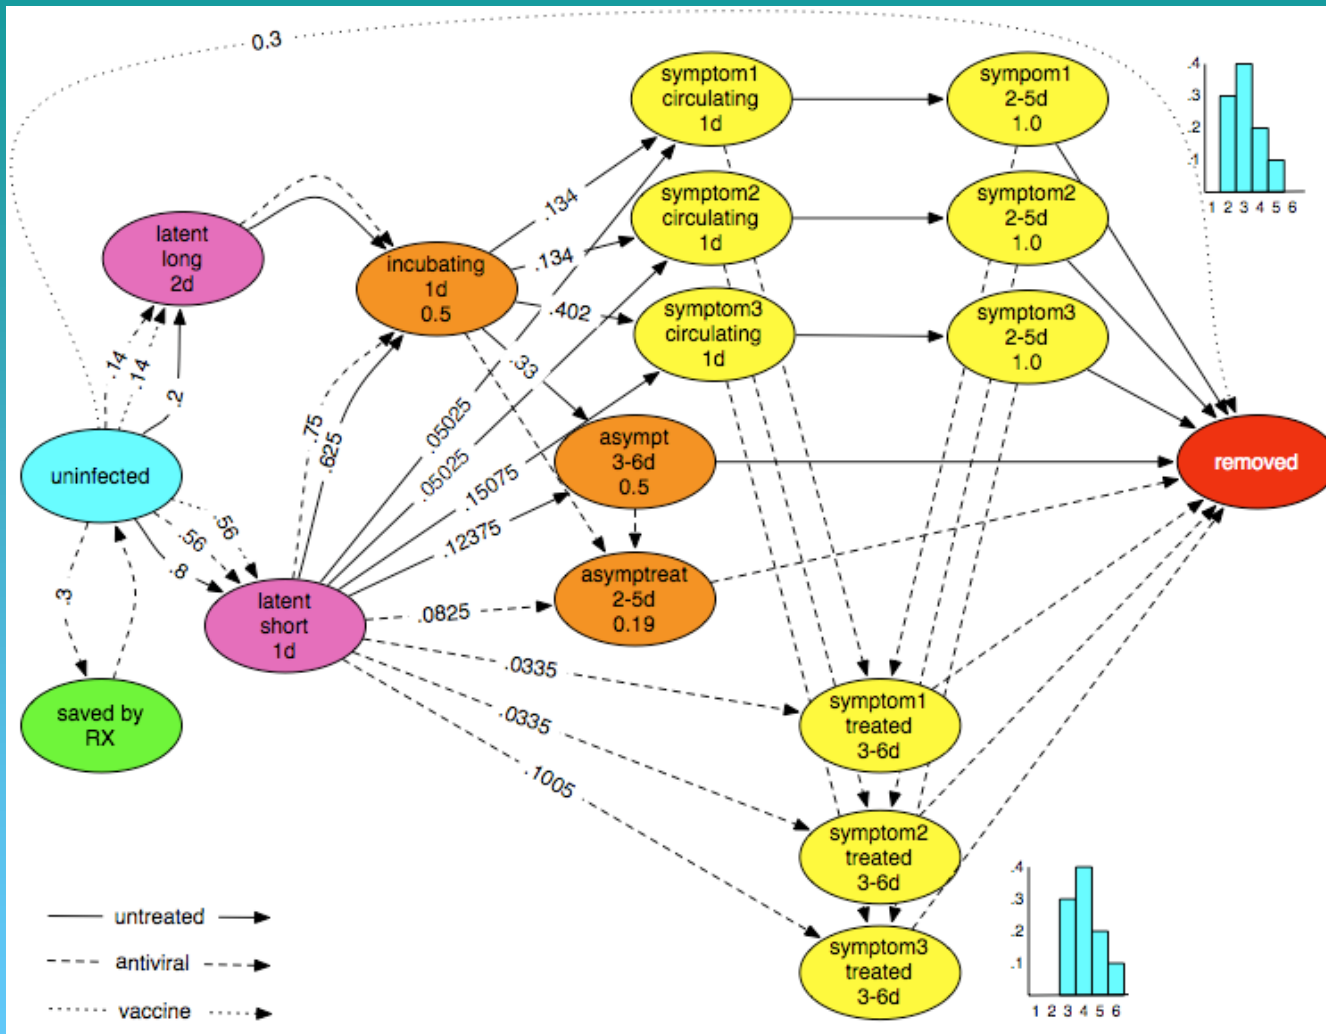 0.3
symptom1
circulating
1d
sympom1
2-5d
1.0
.4
.3
.2
.1
1 2 3 4 5 6
symptom2
circulating
1d
symptom2
2-5d
1.0
latent
long
2d
incubating
1d
0.5
.134
.134
.402
symptom3
circulating
1d
symptom3
2-5d
1.0
.14
.14
.2
.33
.75
.625
.05025
.05025
.15075
.12375
asympt
3-6d
0.5
removed
uninfected
.56
.56
.8
.3
latent
short
1d
.0825
asymptreat
2-5d
0.19
.0335
.0335
.1005
saved by
RX
symptom1
treated
3-6d
symptom2
treated
3-6d
symptom3
treated
3-6d
.4
.3
.2
.1
1 2 3 4 5 6
untreated
antiviral
vaccine